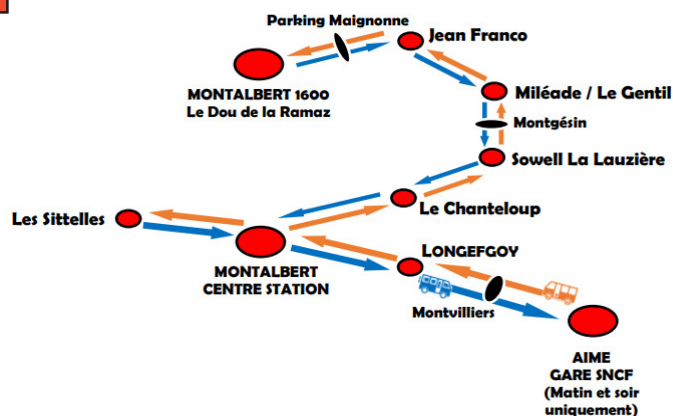 Parking Maignonne
Jean Franco
MONTALBERT 1600
Le Dou de la Ramaz
Miléade / Le Gentil
Montgésin
Sowell La Lauzière
Le Chanteloup
Les Sittelles
MONTALBERT
CENTRE STATION
LONGEFGOY
Montvilliers
AIME
GARE SNCF
(Matin et soir
uniquement)